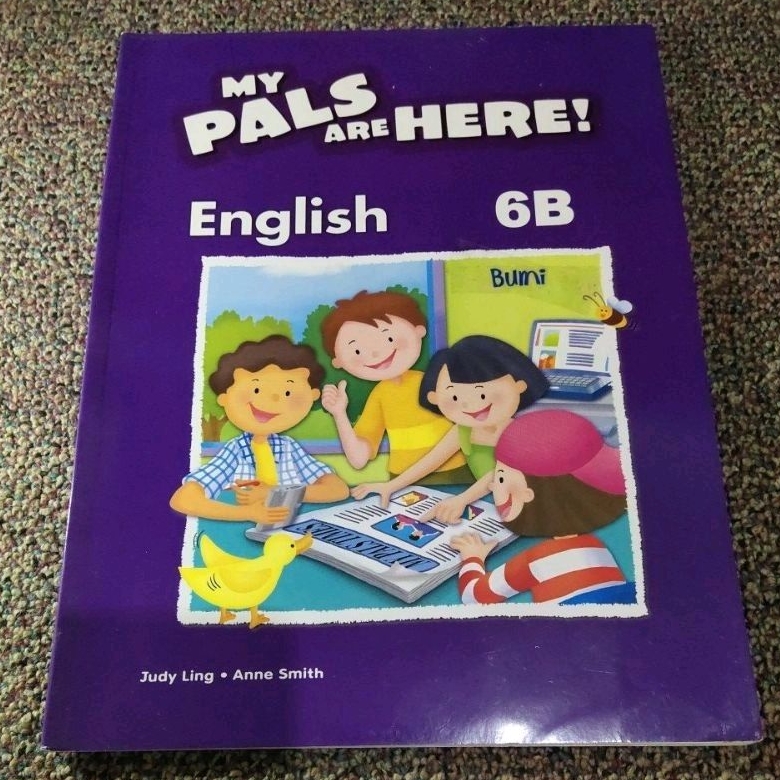 MY
PALS
ARE HERE!
English 6B
Bumi
Judy Ling • Anne Smith